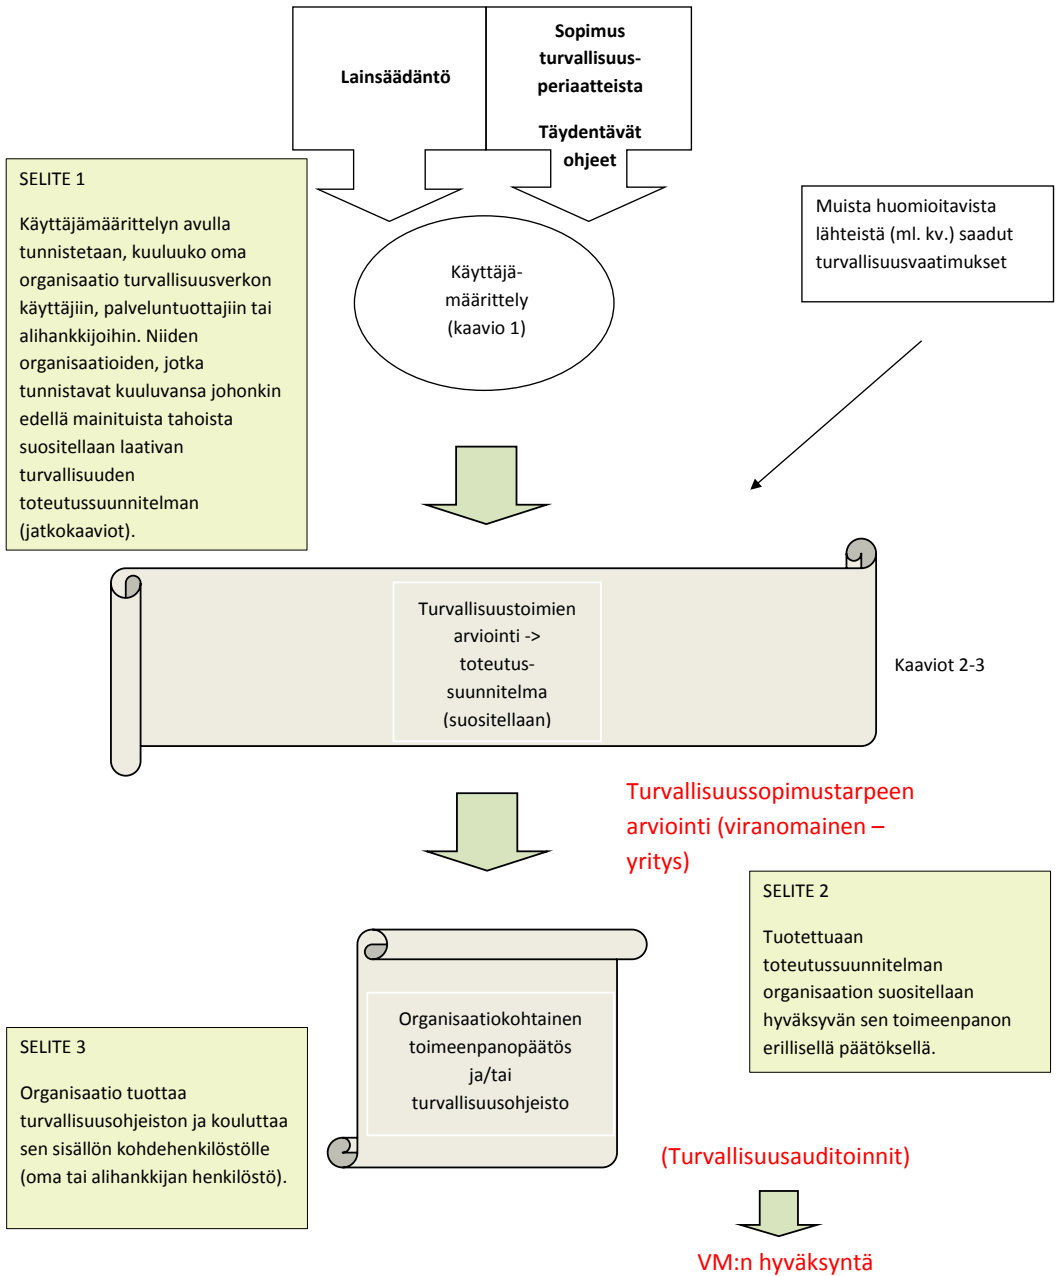 Lainsäädäntö
Sopimus
turvallisuus-
periaatteista
Täydentävät
ohjeet
SELITE 1
Käyttäjämäärittelyn avulla
tunnistetaan, kuuluuko oma
organisaatio turvallisuusverkon
käyttäjiin, palveluntuottajiin tai
alihankkijoihin. Niiden
organisaatioiden, jotka
tunnistavat kuuluvansa johonkin
edellä mainituista tahoista
suositellaan laativan
turvallisuuden
toteutussuunnitelman
(jatkokaaviot).
Käyttäjä-
määrittely
(kaavio 1)
Muista huomioitavista
lähteistä (ml. kv.) saadut
turvallisuusvaatimukset
Turvallisuustoimien
arviointi ->
toteutus-
suunnitelma
(suositellaan)
Kaaviot 2-3
Turvallisuussopimustarpeen
arviointi (viranomainen –
yritys)
SELITE 2
Tuotettuaan
toteutussuunnitelman
organisaation suositellaan
hyväksyvän sen toimeenpanon
erillisellä päätöksellä.
Organisaatiokohtainen
toimeenpanopäätös
ja/tai
turvallisuusohjeisto
SELITE 3
Organisaatio tuottaa
turvallisuusohjeiston ja kouluttaa
sen sisällön kohdehenkilöstölle
(oma tai alihankkijan henkilöstö).
(Turvallisuusauditoinnit)
VM:n hyväksyntä